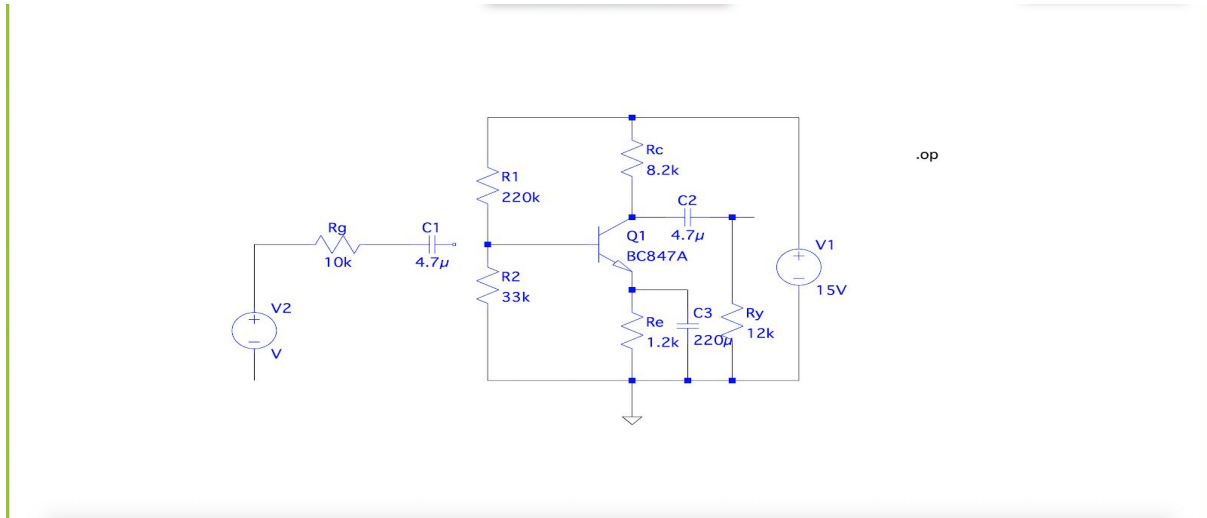 Rc
8.2k
.op
R1
220k
C2
4.7µ
Rg
10k
C1
4.7µ
Q1
BC847A
V1
15V
R2
33k
V2
V
Re
1.2k
C3
220µ
Ry
12k